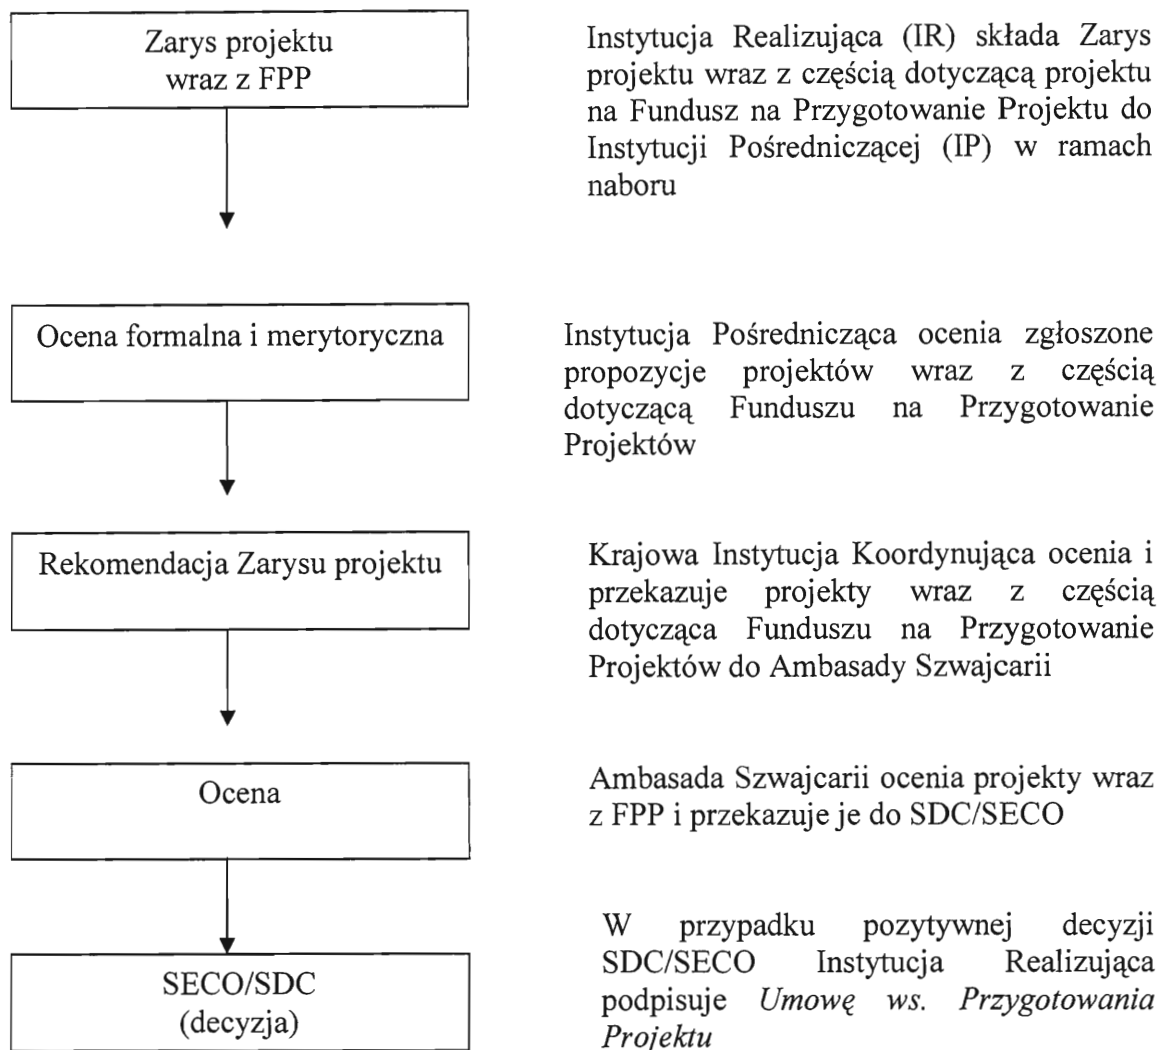 Zarys projektu
wraz z FPP
Instytucja Realizująca (IR) składa Zarys
projektu wraz z częścią dotyczącą projektu
na Fundusz na Przygotowanie Projektu do
Instytucji Pośredniczącej (IP) w ramach
naboru
Ocena formalna i merytoryczna
Instytucja Pośrednicząca ocenia zgłoszone
propozycje projektów wraz z częścią
dotyczącą Funduszu na Przygotowanie
Projektów
Rekomendacja Zarysu projektu
Krajowa Instytucja Koordynująca ocenia i
przekazuje projekty wraz z częścią
dotycząca Funduszu na Przygotowanie
Projektów do Ambasady Szwajcarii
Ocena
Ambasada Szwajcarii ocenia projekty wraz
z FPP i przekazuje je do SDC/SECO
SECO/SDC
(decyzja)
W przypadku pozytywnej decyzji
SDC/SECO Instytucja Realizująca
podpisuje Umowę ws. Przygotowania
Projektu